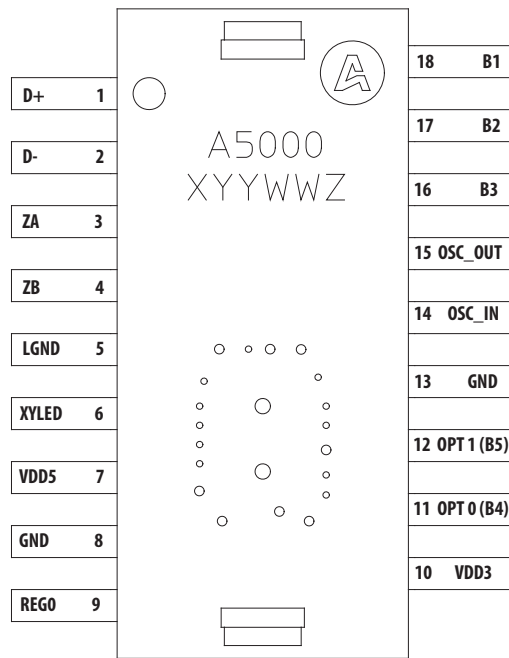 D+ 1
D- 2
ZA 3
ZB 4
LGND 5
XYLED 6
VDD5 7
GND 8
REG0 9
A
A5000
XYYWWZ
18 B1
17 B2
16 B3
15 OSC_OUT
14 OSC_IN
13 GND
12 OPT 1 (B5)
11 OPT 0 (B4)
10 VDD3